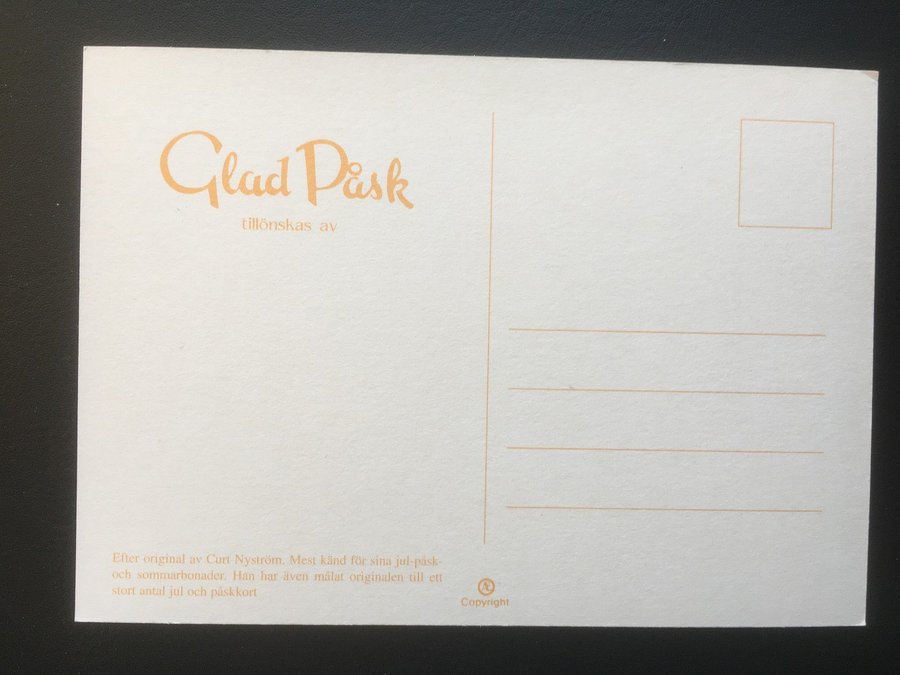 Glad Påsk
tillönskas av
Efter original av Curt Nyström. Mest känd för sina jul-påsk-
och sommarbonader. Han har även målat originalen till ett
stort antal jul och påskkort
Copyright